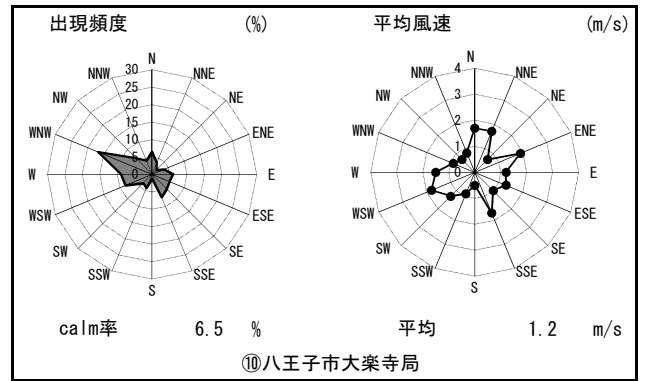 出現頻度 (%) 平均風速 (m/s)
N
NNE
NE
ENE
E
ESE
SE
SSE
S
SSW
SW
WSW
W
WNW
NW
NNW
30
25
20
15
10
5
0
N
NNE
NE
ENE
E
ESE
SE
SSE
S
SSW
SW
WSW
W
WNW
NW
NNW
4
3
2
1
0
calm率 6.5 % 平均 1.2 m/s
⑩八王子市大楽寺局